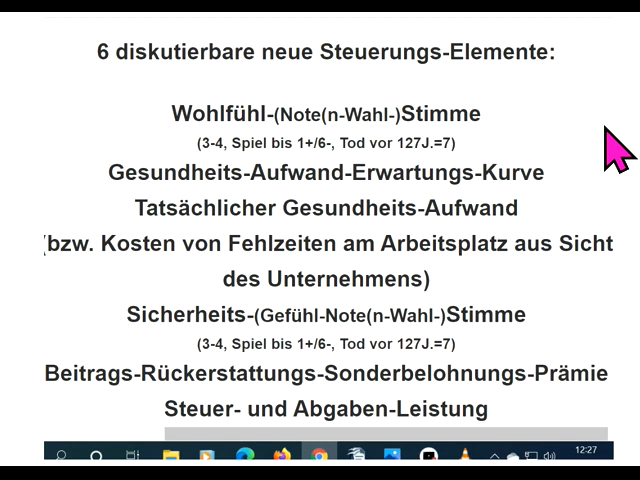 6 diskutierbare neue Steuerungs-Elemente:
Wohlfühl-(Note(n-Wahl-)Stimme
(3-4, Spiel bis 1+/6-, Tod vor 127J.=7)
Gesundheits-Aufwand-Erwartungs-Kurve
Tatsächlicher Gesundheits-Aufwand
(bzw. Kosten von Fehlzeiten am Arbeitsplatz aus Sicht
des Unternehmens)
Sicherheits-(Gefühl-Note(n-Wahl-)Stimme
(3-4, Spiel bis 1+/6-, Tod vor 127J.=7)
Beitrags-Rückerstattungs-Sonderbelohnungs-Prämie
Steuer- und Abgaben-Leistung
12:27